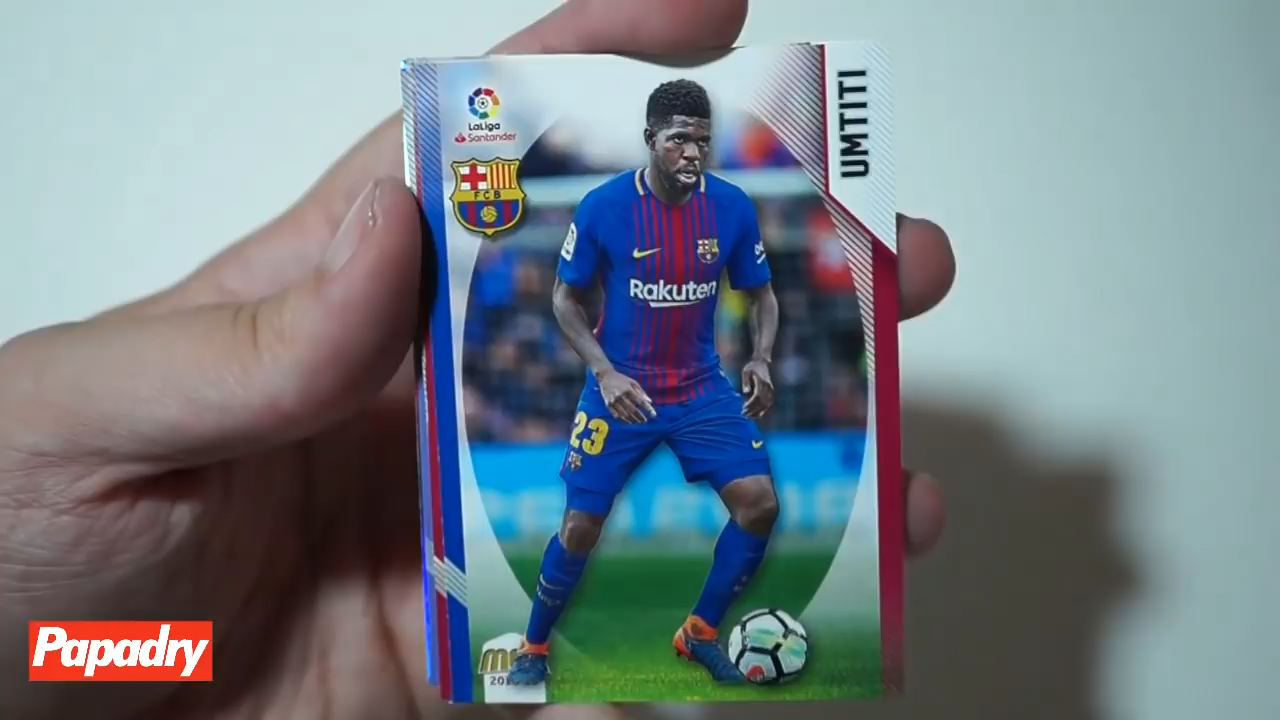 LaLiga
Santander
FCB
UMTITI
Rakuten
23
Papadry